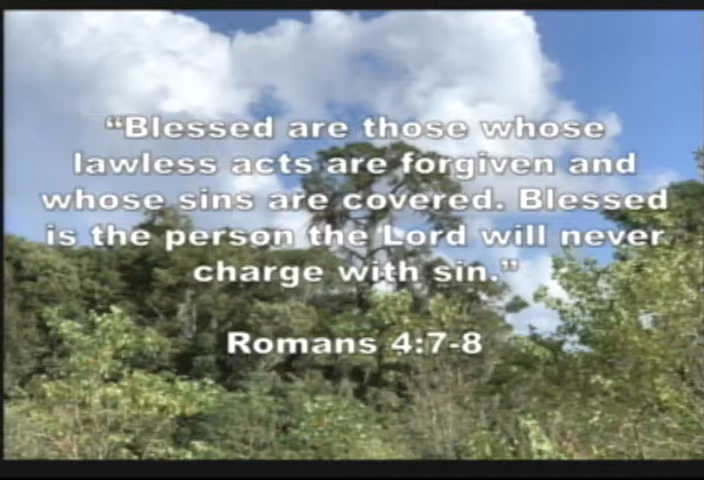 “Blessed are those whose
lawless acts are forgiven and
whose sins are covered. Blessed
is the person the Lord will never
charge with sin.”
Romans 4:7-8